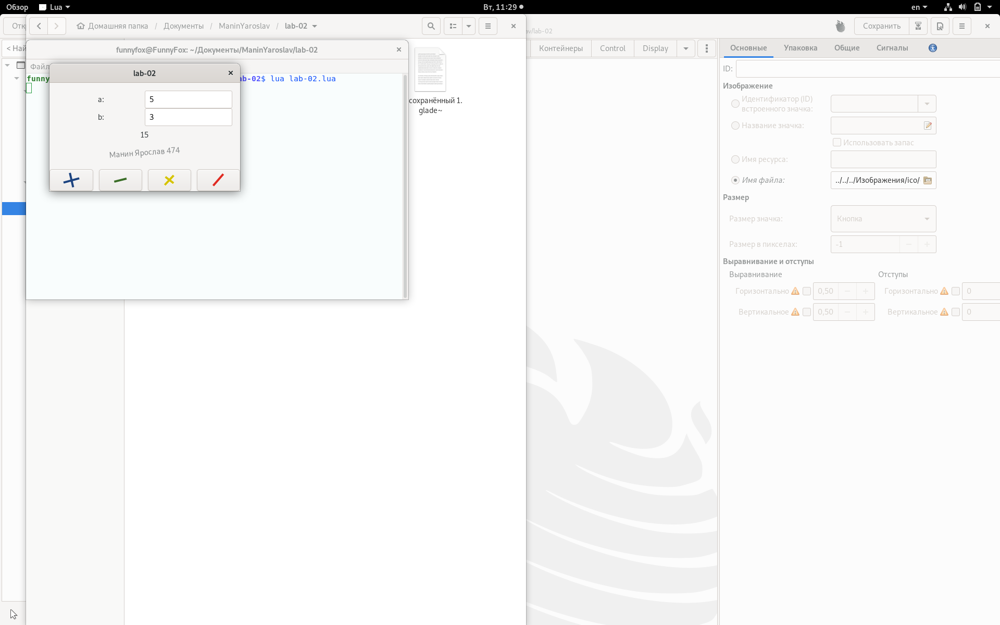 Обзор
Lua
Вт, 11:29
en
Домашняя папка / Документы / ManinYaroslav / lab-02
av/lab-02
Сохранить
funnyfox@FunnyFox: ~/Документы/ManinYaroslav/lab-02
Контейнеры
Control
Display
Основные
Упаковка
Общие
Сигналы
ID:
lab-02
ab-02$ lua lab-02.lua
a:
5
b:
3
15
Манин Ярослав 474
сохранённый 1.
glade~
Изображение
Идентификатор (ID)
встроенного значка:
Название значка:
Использовать запас
Имя ресурса:
Имя файла:
../../../Изображения/ico/
Размер
Размер значка:
Кнопка
Размер в пикселах:
-1
Выравнивание и отступы
Выравнивание
Отступы
Горизонтально
0,50
Горизонтально
0
Вертикальное
0,50
Вертикальное
0